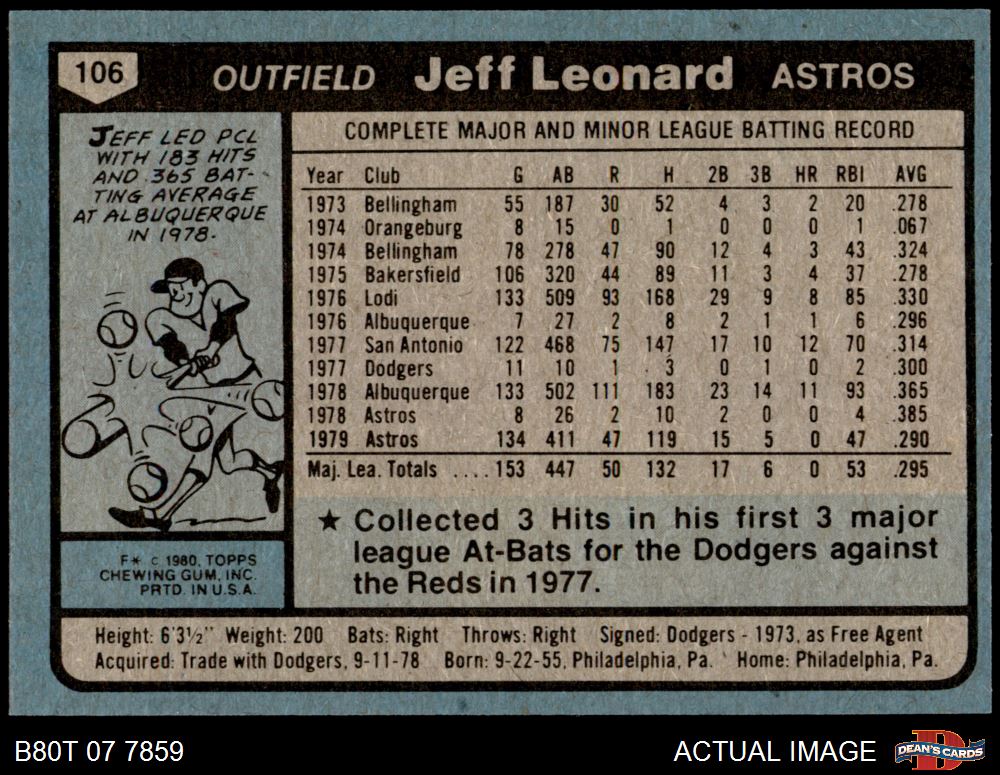 106 OUTFIELD Jeff Leonard ASTROS
JEFF LED PCL
WITH 183 HITS
AND .365 BAT-
TING AVERAGE
AT ALBUQUERQUE
IN 1978.
COMPLETE MAJOR AND MINOR LEAGUE BATTING RECORD
Year Club G AB R H 2B 3B HR RBI AVG
1973 Bellingham 55 187 30 52 4 3 2 20 .278
1974 Orangeburg 8 15 0 1 0 0 0 1 .067
1974 Bellingham 78 278 47 90 12 4 3 43 .324
1975 Bakersfield 106 320 44 89 11 3 4 37 .278
1976 Lodi 133 509 93 168 29 9 8 85 .330
1976 Albuquerque 7 27 2 8 2 1 1 6 .296
1977 San Antonio 122 468 75 147 17 10 12 70 .314
1977 Dodgers 11 10 1 3 0 1 0 2 .300
1978 Albuquerque 133 502 111 183 23 14 11 93 .365
1978 Astros 8 26 2 10 2 0 0 4 .385
1979 Astros 134 411 47 119 15 5 0 47 .290
Maj. Lea. Totals ....153 447 50 132 17 6 0 53 .295
★ Collected 3 Hits in his first 3 major
league At-Bats for the Dodgers against
the Reds in 1977.
F* © 1980, TOPPS
CHEWING GUM, INC.
PRTD. IN U.S.A.
Height: 6'3½" Weight: 200 Bats: Right Throws: Right Signed: Dodgers - 1973, as Free Agent
Acquired: Trade with Dodgers, 9-11-78 Born: 9-22-55, Philadelphia, Pa. Home: Philadelphia, Pa.
B80T 07 7859 ACTUAL IMAGE DEAN'S CARDS